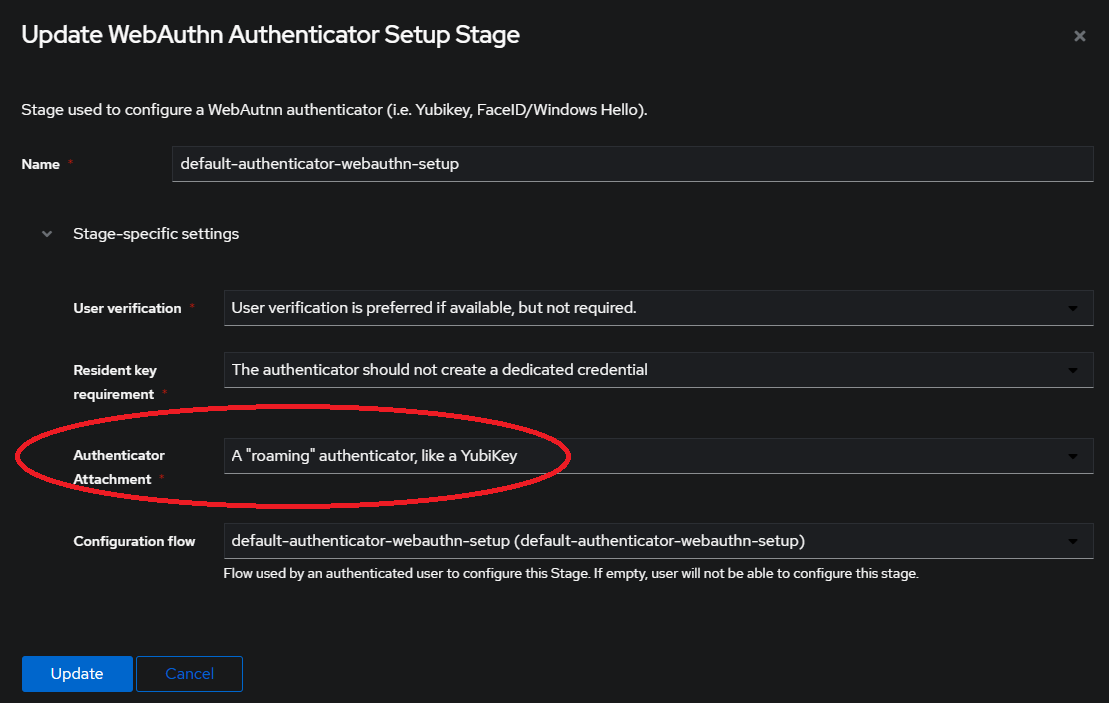 Update WebAuthn Authenticator Setup Stage
Stage used to configure a WebAutnn authenticator (i.e. Yubikey, FaceID/Windows Hello).
Name *
default-authenticator-webauthn-setup
Stage-specific settings
User verification *
User verification is preferred if available, but not required.
Resident key
requirement *
The authenticator should not create a dedicated credential
Authenticator
Attachment *
A "roaming" authenticator, like a YubiKey
Configuration flow
default-authenticator-webauthn-setup (default-authenticator-webauthn-setup)
Flow used by an authenticated user to configure this Stage. If empty, user will not be able to configure this stage.
Update
Cancel